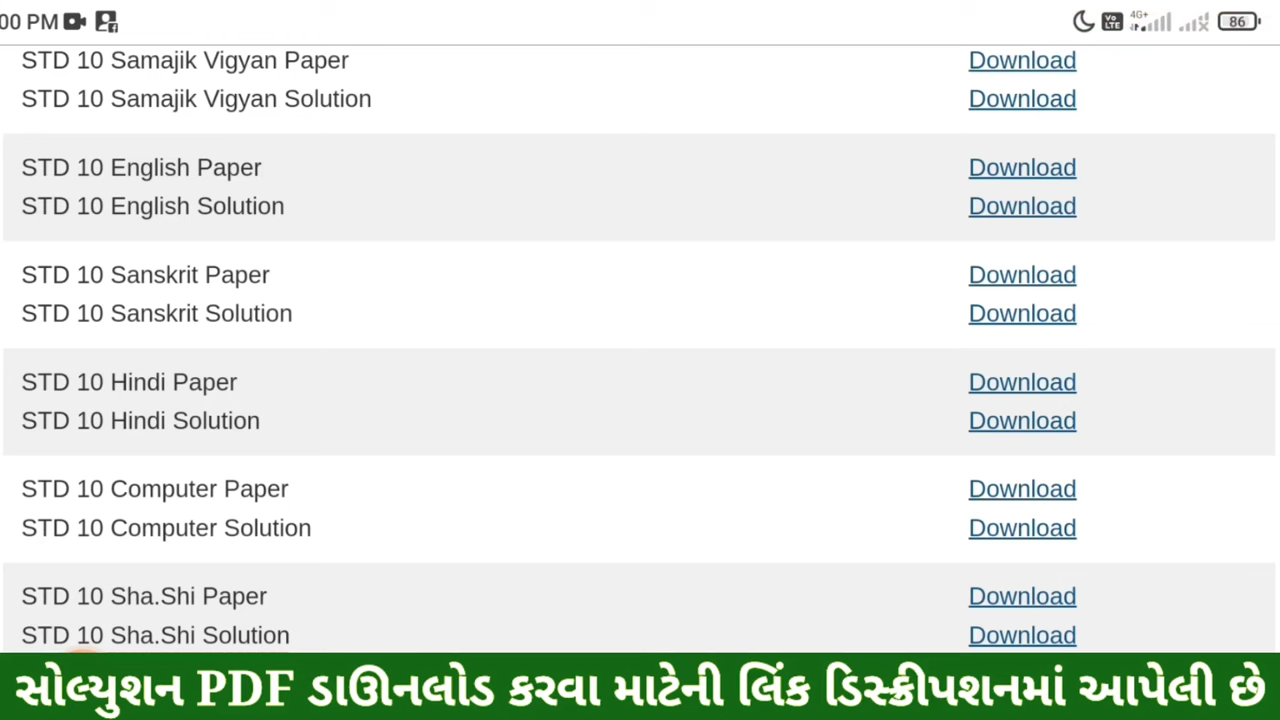 00 PM 4G+ Vo LTE 86
STD 10 Samajik Vigyan Paper Download
STD 10 Samajik Vigyan Solution Download
STD 10 English Paper Download
STD 10 English Solution Download
STD 10 Sanskrit Paper Download
STD 10 Sanskrit Solution Download
STD 10 Hindi Paper Download
STD 10 Hindi Solution Download
STD 10 Computer Paper Download
STD 10 Computer Solution Download
STD 10 Sha.Shi Paper Download
STD 10 Sha.Shi Solution Download
સોલ્યુશન PDF ડાઊનલોડ કરવા માટેની લિંક ડિસ્ક્રીપશનમાં આપેલી છે